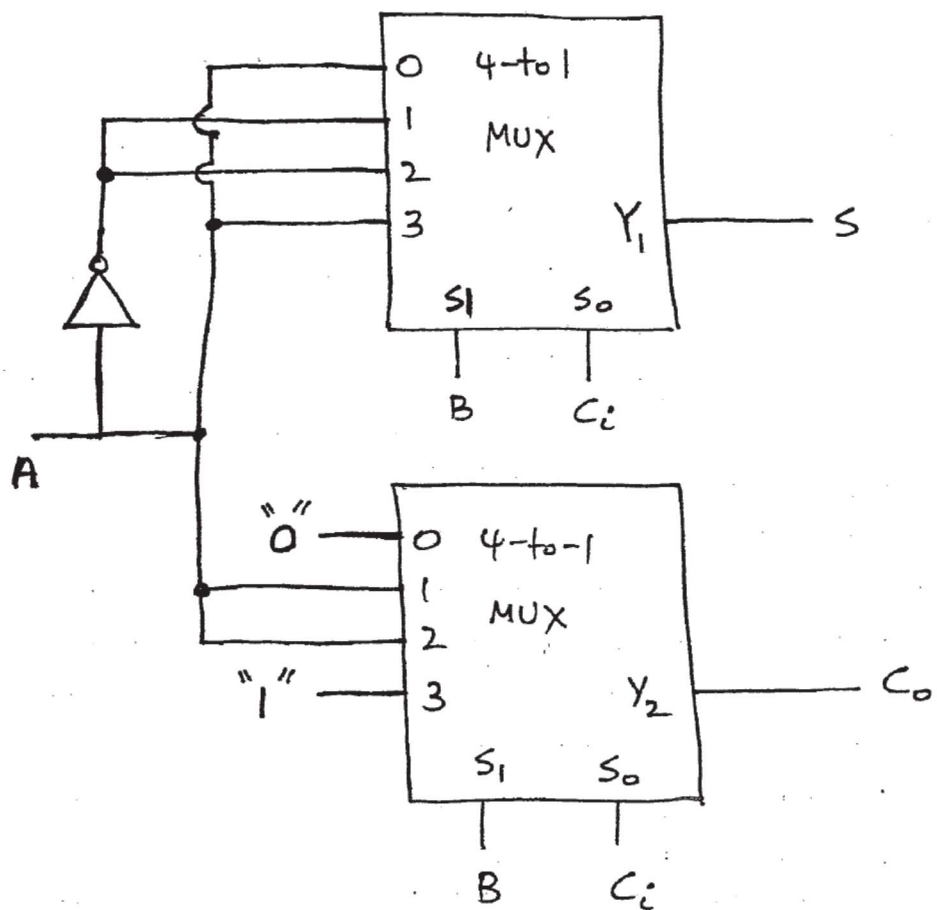 0 4-to1
1 MUX
2
3 Y₁ S
S1 S₀
B Cᵢ
A
"0" 0 4-to-1
1 MUX
2
"1" 3 Y₂ C₀
S₁ S₀
B Cᵢ